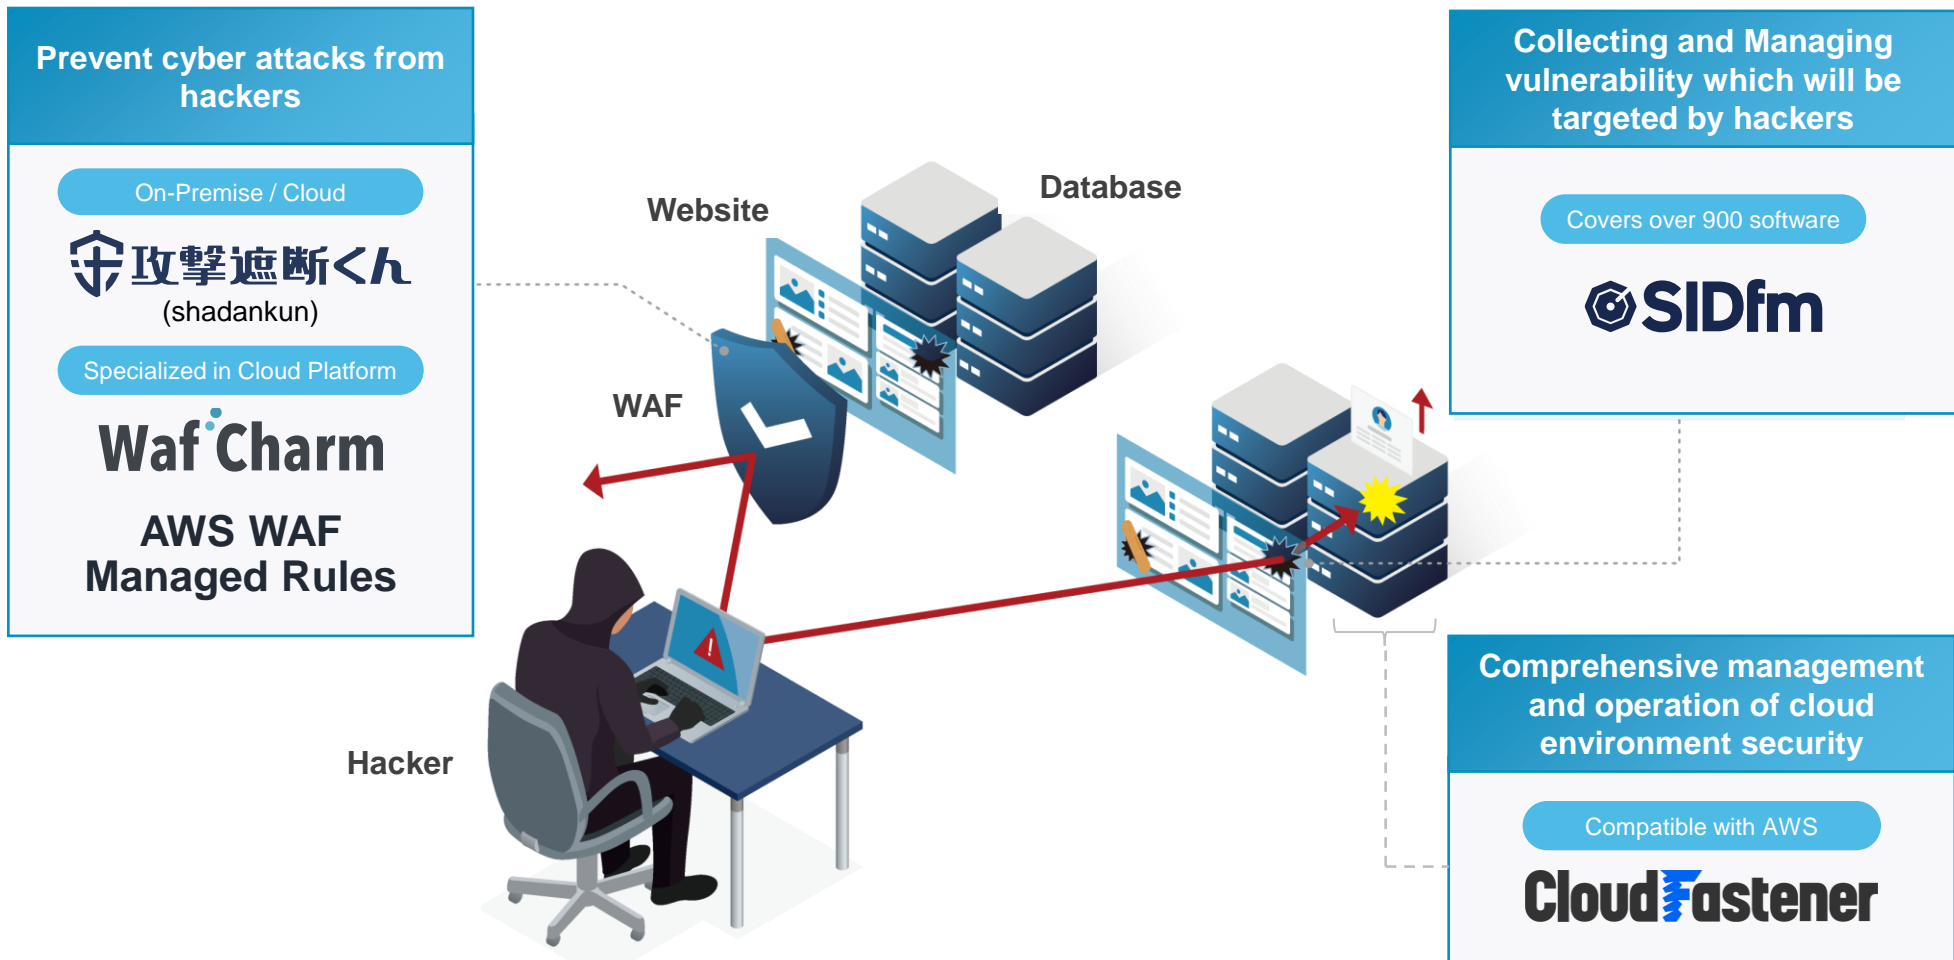 Prevent cyber attacks from
hackers
On-Premise / Cloud
攻撃遮断くん
(shadankun)
Specialized in Cloud Platform
Waf Charm
AWS WAF
Managed Rules
Website
Database
WAF
Hacker
Collecting and Managing
vulnerability which will be
targeted by hackers
Covers over 900 software
SIDfm
Comprehensive management
and operation of cloud
environment security
Compatible with AWS
CloudFastener